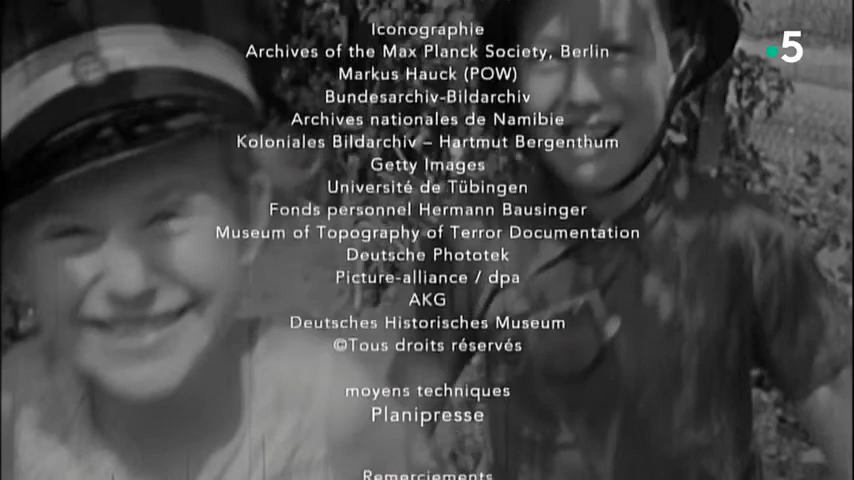 Iconographie
Archives of the Max Planck Society, Berlin
Markus Hauck (POW)
Bundesarchiv-Bildarchiv
Archives nationales de Namibie
Koloniales Bildarchiv – Hartmut Bergenthum
Getty Images
Université de Tübingen
Fonds personnel Hermann Bausinger
Museum of Topography of Terror Documentation
Deutsche Phototek
Picture-alliance / dpa
AKG
Deutsches Historisches Museum
©Tous droits réservés
moyens techniques
Planipresse
Remerciements
5